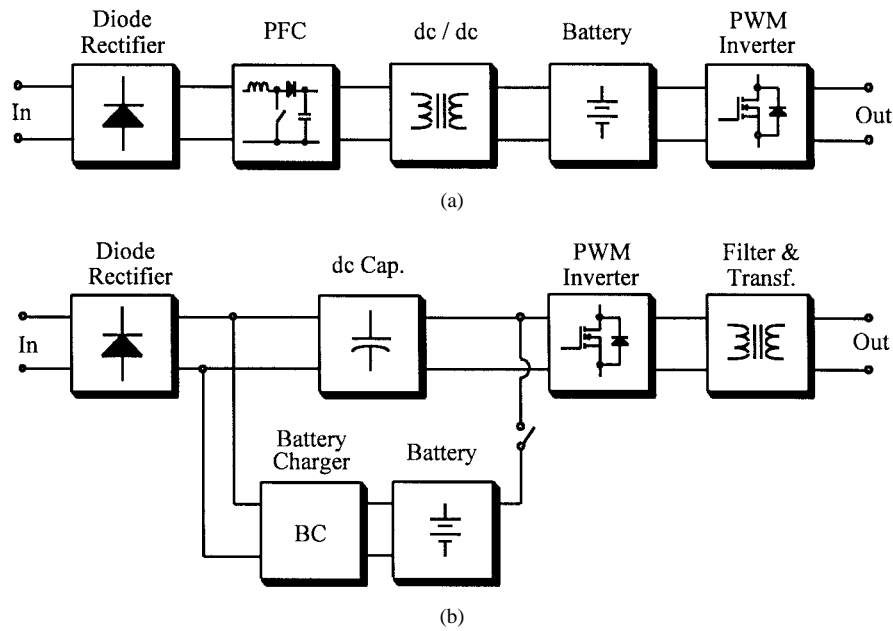 Diode
Rectifier
PFC
dc / dc
Battery
PWM
Inverter
In
Out
(a)
Diode
Rectifier
dc Cap.
PWM
Inverter
Filter &
Transf.
In
Out
Battery
Charger
Battery
BC
(b)